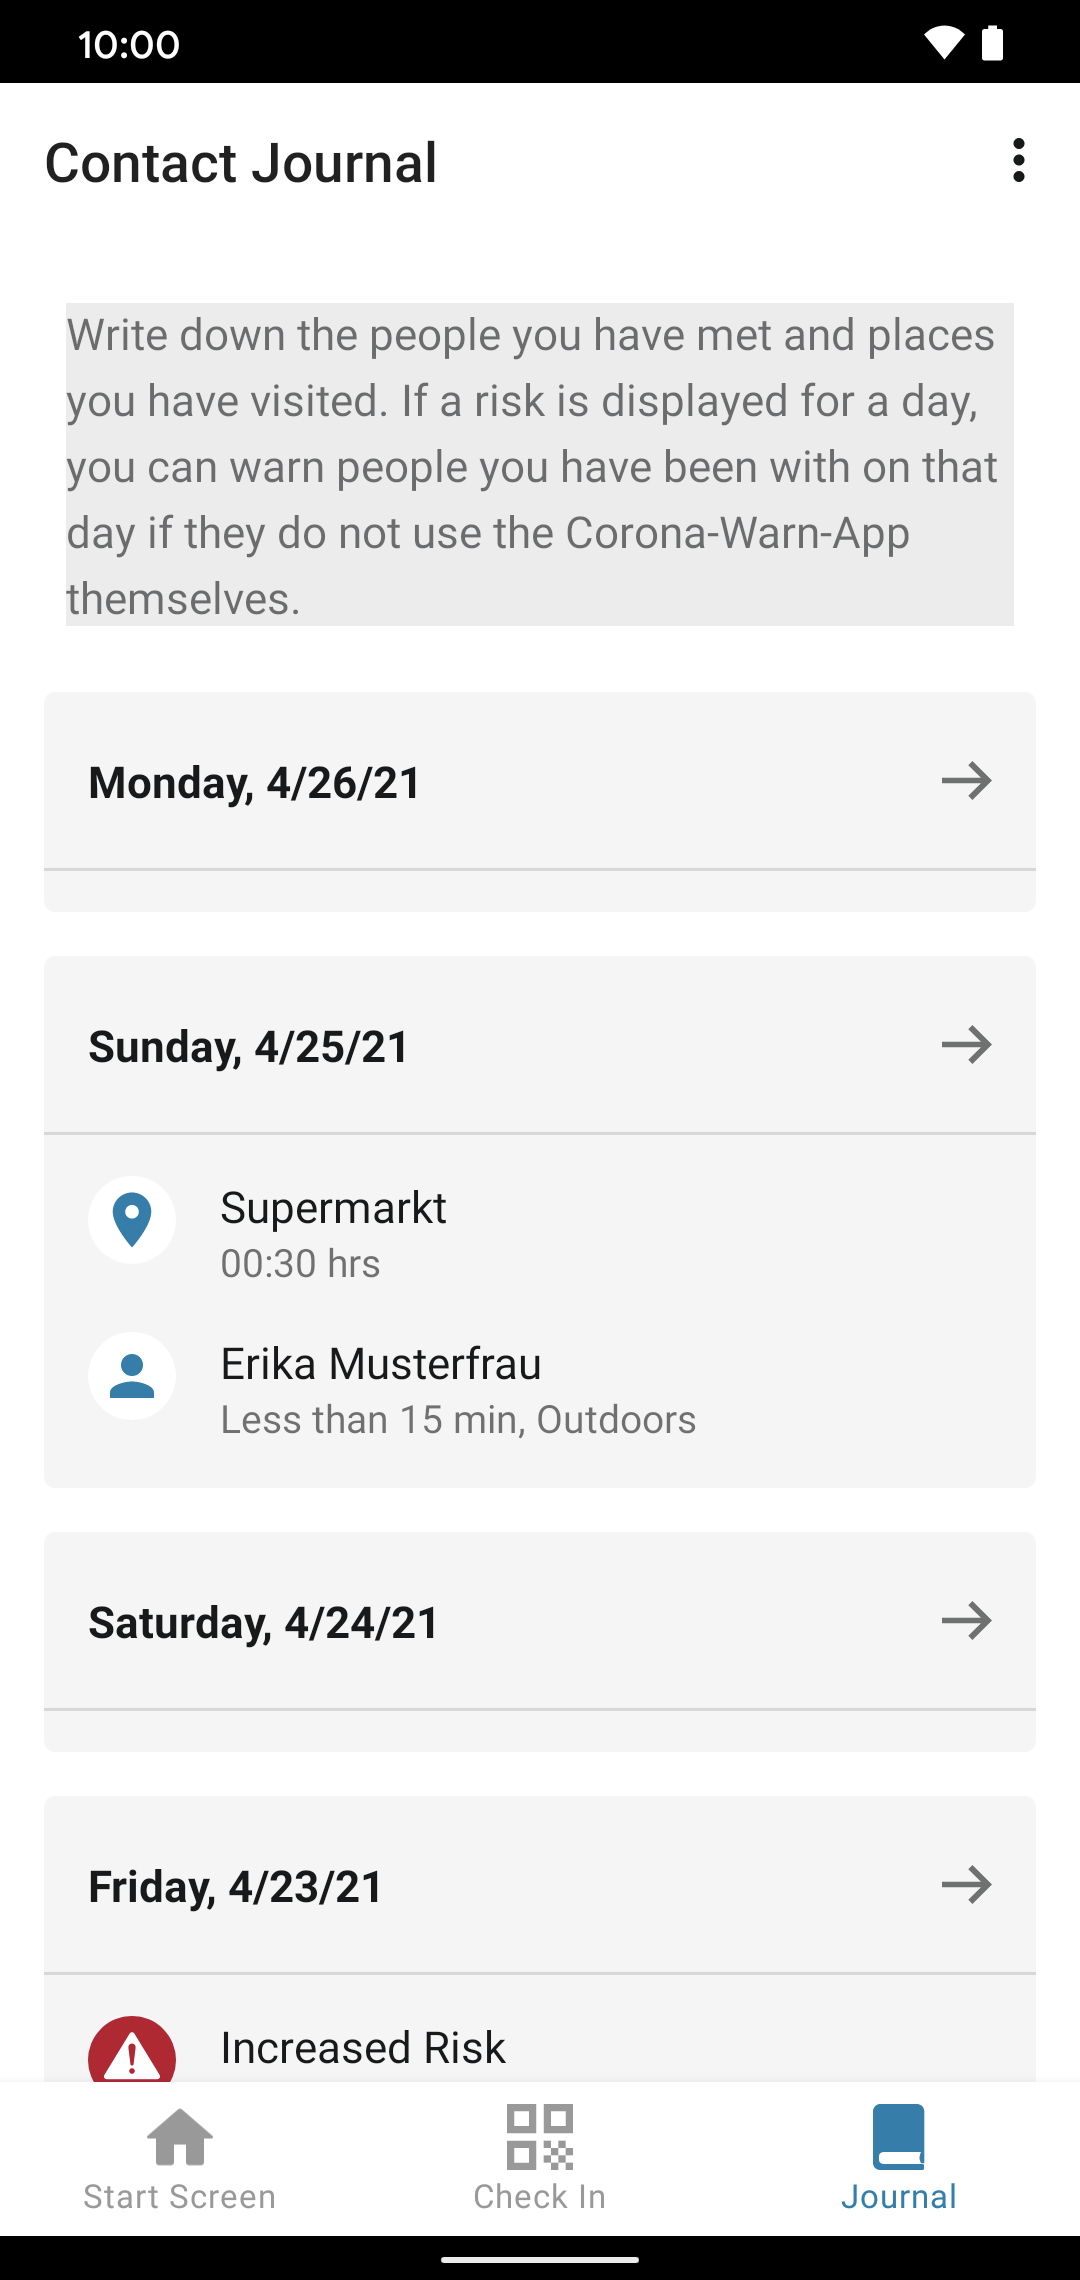 10:00
Contact Journal
Write down the people you have met and places
you have visited. If a risk is displayed for a day,
you can warn people you have been with on that
day if they do not use the Corona-Warn-App
themselves.
Monday, 4/26/21
Sunday, 4/25/21
Supermarkt
00:30 hrs
Erika Musterfrau
Less than 15 min, Outdoors
Saturday, 4/24/21
Friday, 4/23/21
Increased Risk
Start Screen
Check In
Journal